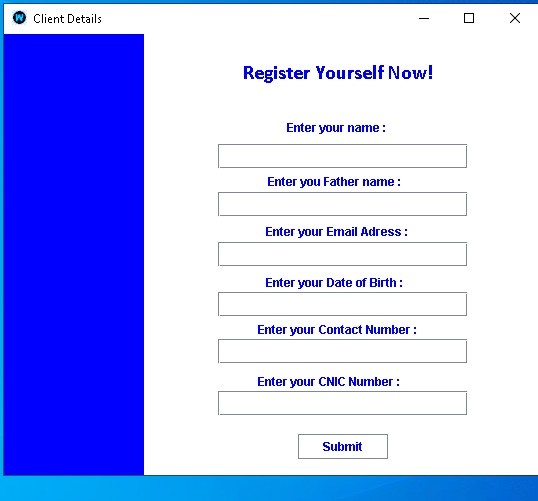 Client Details
Register Yourself Now!
Enter your name :
Enter you Father name :
Enter your Email Adress :
Enter your Date of Birth :
Enter your Contact Number :
Enter your CNIC Number :
Submit